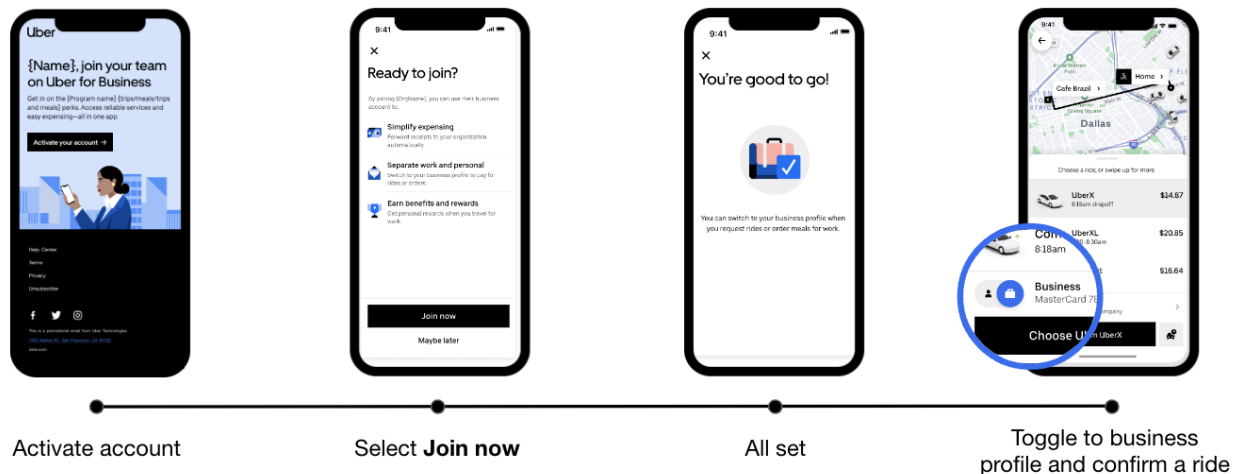 Uber
{Name}, join your team
on Uber for Business
Get in on the {Program name} {trips/meals/trips
and meals} perks. Access reliable services and
easy expensing—all in one app.
Activate your account →
Help Center
Terms
Privacy
Unsubscribe
This is a promotional email from Uber Technologies
1455 Market St., San Francisco, CA 94103
Uber.com
9:41
Ready to join?
By joining {OrgName}, you can use their business
account to:
Simplify expensing
Forward receipts to your organization
automatically.
Separate work and personal
Switch to your business profile to pay for
rides or orders.
Earn benefits and rewards
Get personal rewards when you travel for
work.
Join now
Maybe later
9:41
You're good to go!
You can switch to your business profile when
you request rides or order meals for work.
9:41
Home
Cafe Brazil
Dallas
Choose a ride, or swipe up for more
UberX
$14.87
8:15am dropoff
UberXL
$20.85
8:18am
$16.64
Business
MasterCard 78
Choose U
UberX
Activate account
Select Join now
All set
Toggle to business
profile and confirm a ride